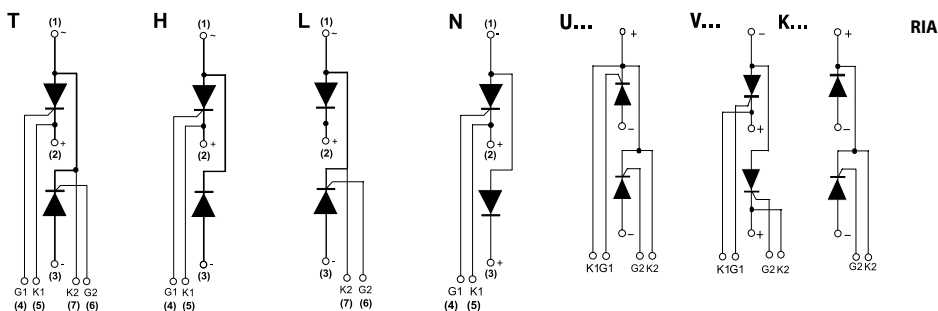 T H L N U... V... K... RIA
(1) (1) (1) (1)
~ ~ ~ - + - +
+ + + + - + -
(2) (2) (2) (2)
- - - + - + -
(3) (3) (3) (3)
G1 K1 K2 G2
(4) (5) (7) (6)
G1 K1
(4) (5)
K2 G2
(7) (6)
G1 K1
(4) (5)
K1G1 G2 K2
K1G1 G2 K2
G2 K2